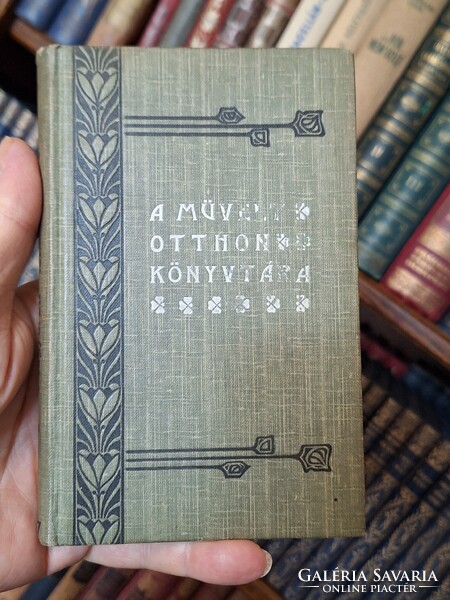 A MŰVELT
OTTHON
KÖNYVTÁRA
GALÉRIA SAVARIA
ONLINE PIACTÉR